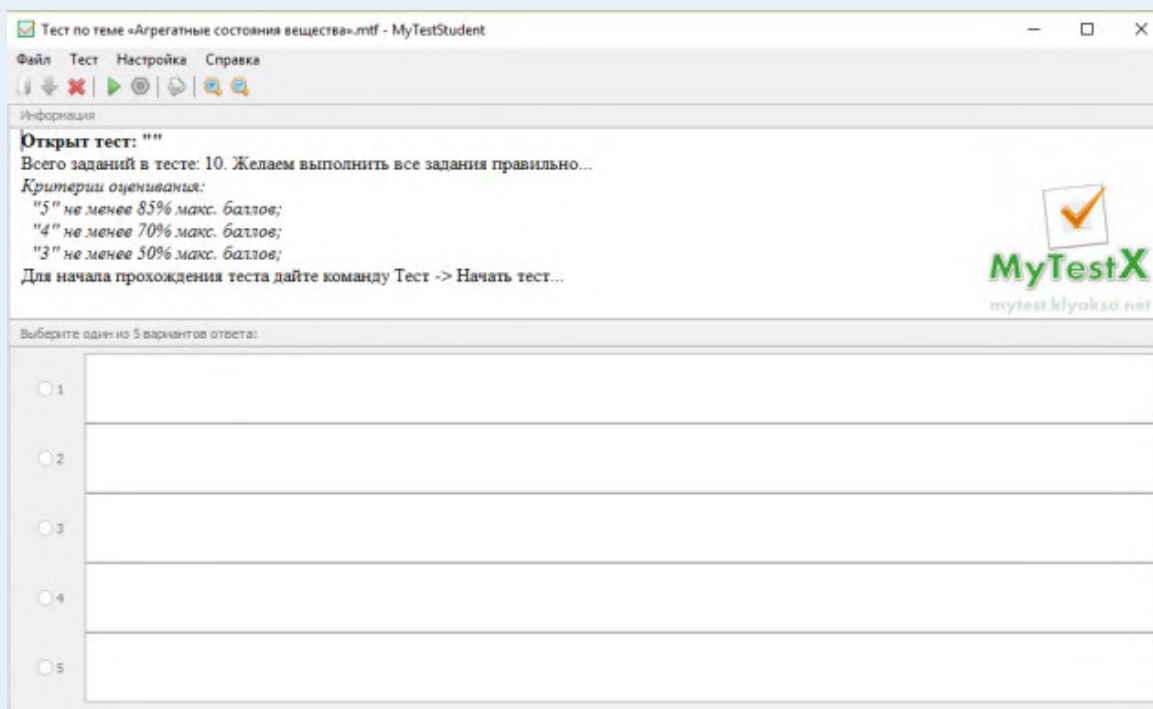 Тест по теме «Агрегатные состояния вещества».mtf - MyTestStudent
Файл Тест Настройка Справка
Информация
Открыт тест: ""
Всего заданий в тесте: 10. Желаем выполнить все задания правильно...
Критерии оценивания:
"5" не менее 85% макс. баллов;
"4" не менее 70% макс. баллов;
"3" не менее 50% макс. баллов;
Для начала прохождения теста дайте команду Тест -> Начать тест...
MyTestX
mytest.klyaksa.net
Выберите один из 5 вариантов ответа:
1
2
3
4
5